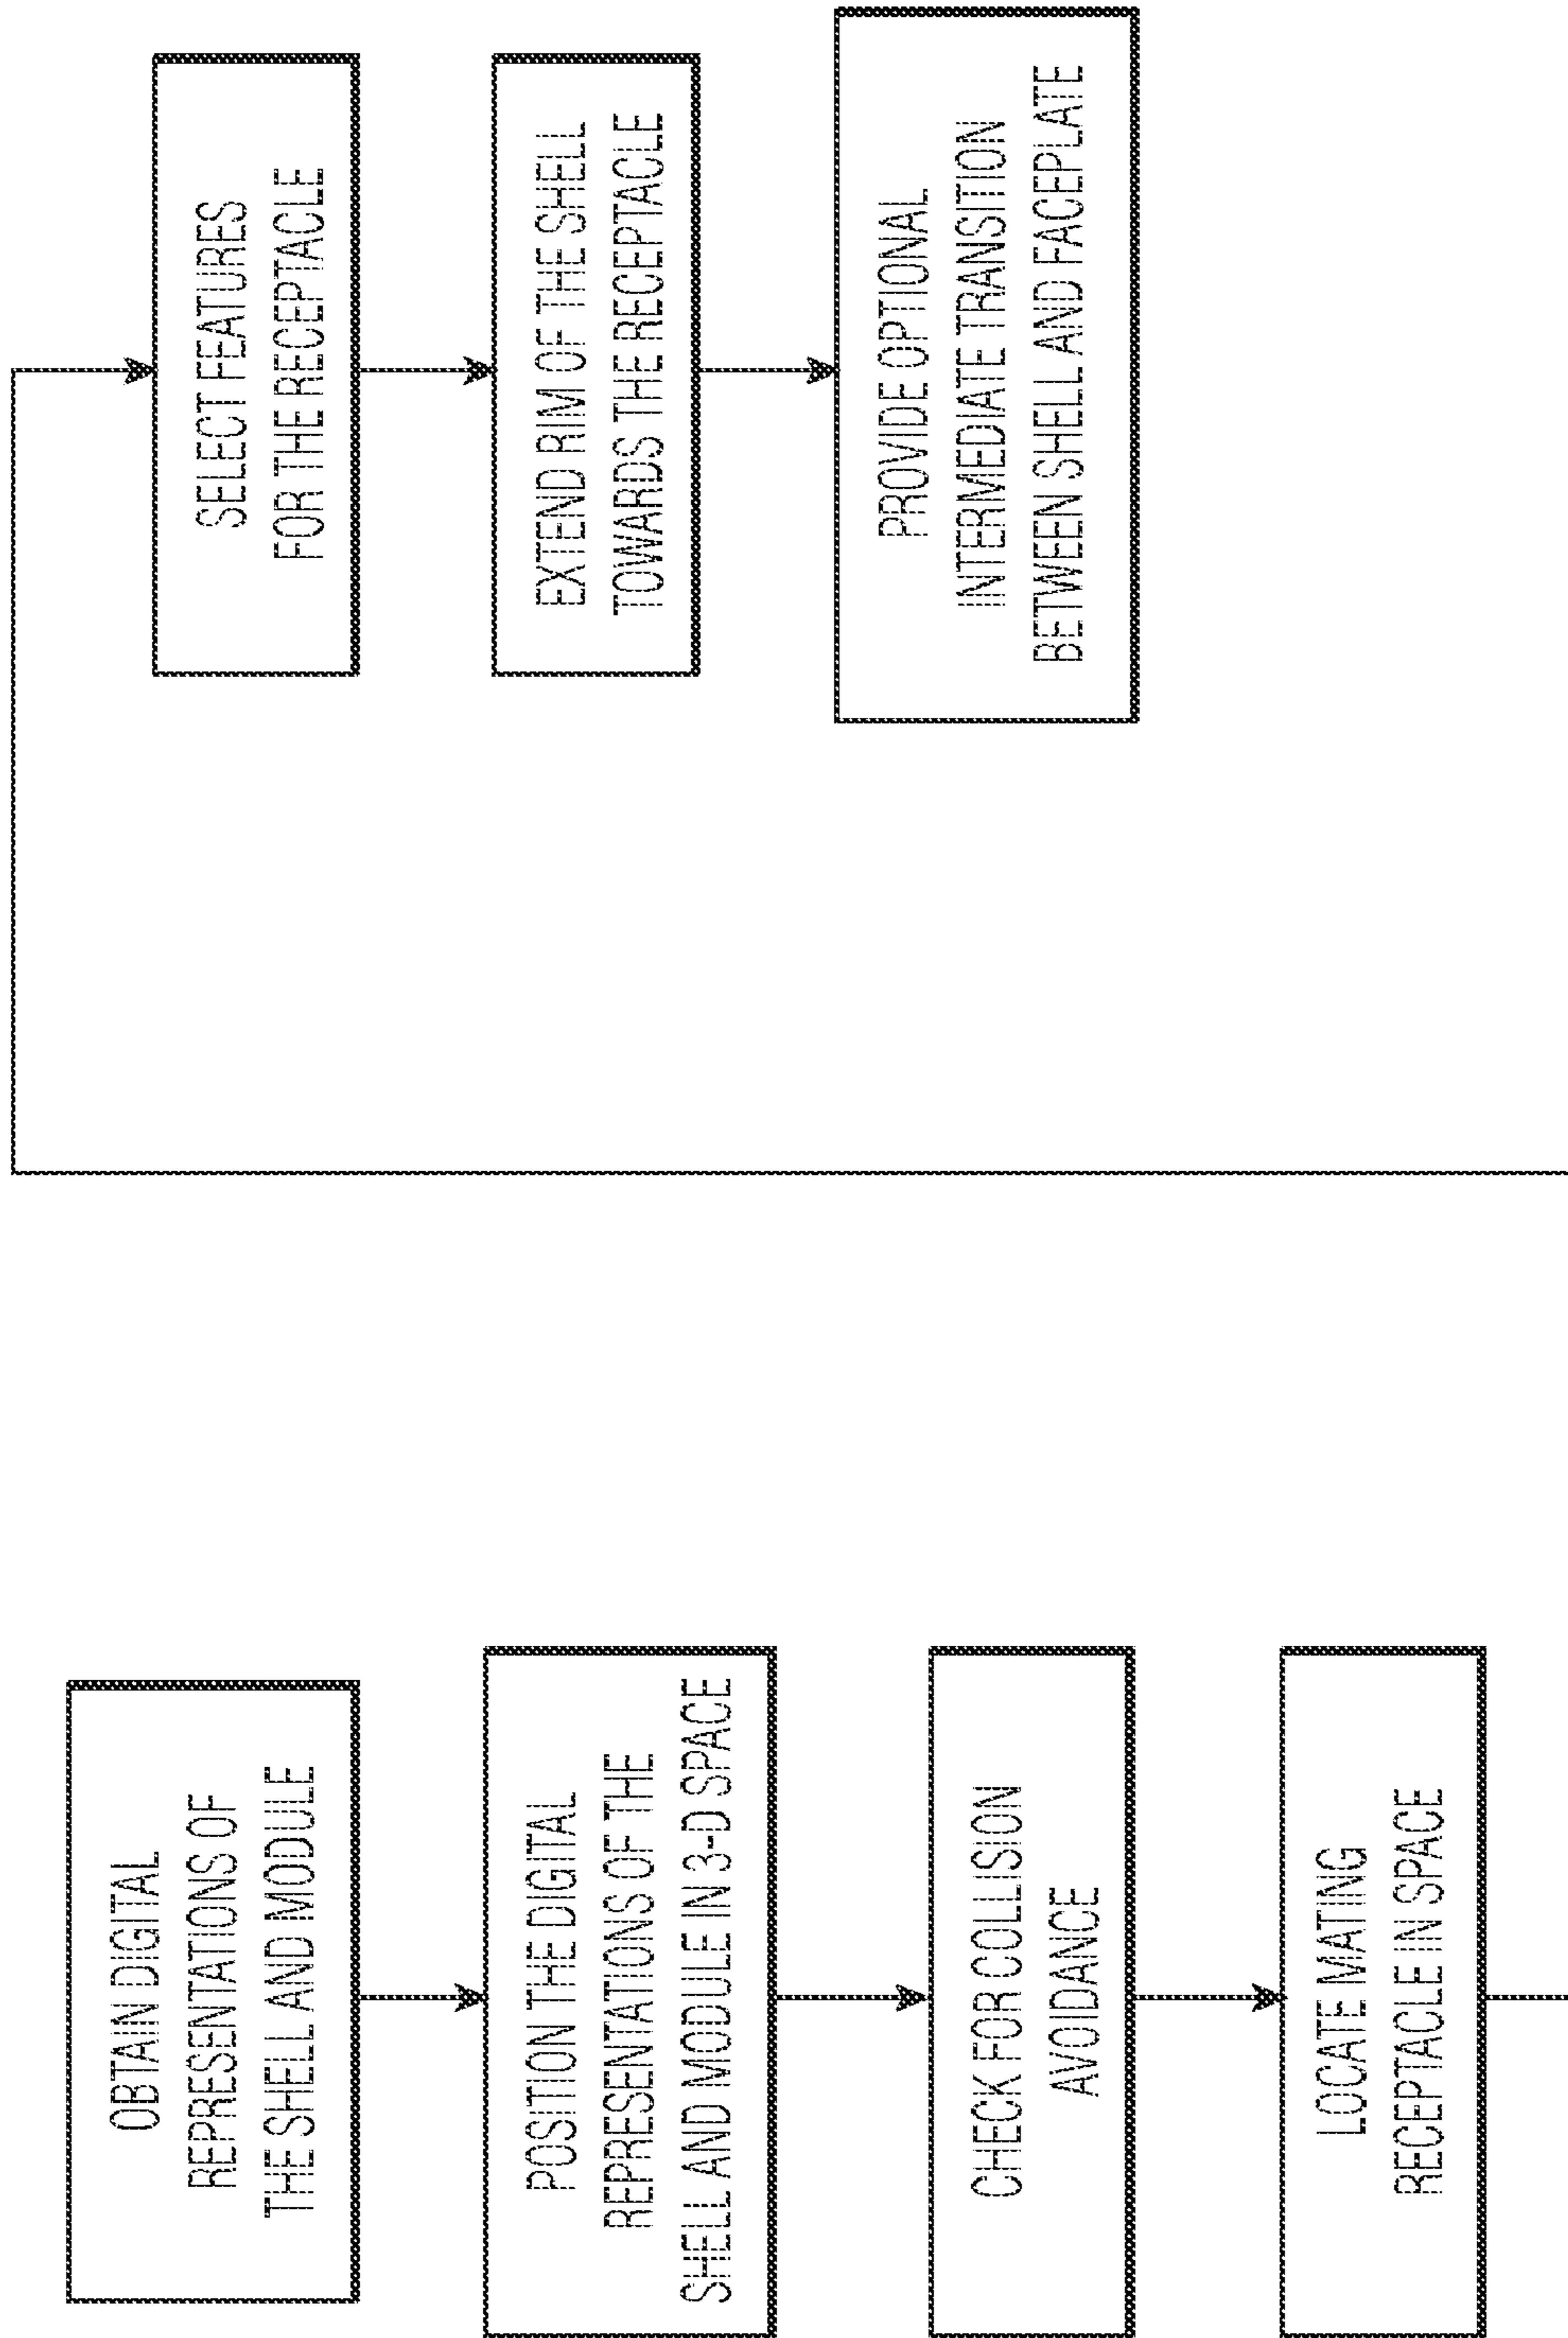 OBTAIN DIGITAL
REPRESENTATIONS OF
THE SHELL AND MODULE
POSITION THE DIGITAL
REPRESENTATIONS OF THE
SHELL AND MODULE IN 3-D SPACE
CHECK FOR COLLISION
AVOIDANCE
LOCATE MATING
RECEPTACLE IN SPACE
SELECT FEATURES
FOR THE RECEPTACLE
EXTEND RIM OF THE SHELL
TOWARDS THE RECEPTACLE
PROVIDE OPTIONAL
INTERMEDIATE TRANSITION
BETWEEN SHELL AND FACEPLATE